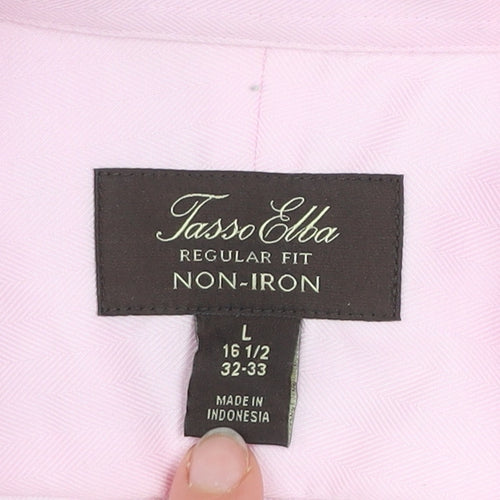 Tasso Elba
REGULAR FIT
NON-IRON
L
16 1/2
32-33
MADE IN
INDONESIA